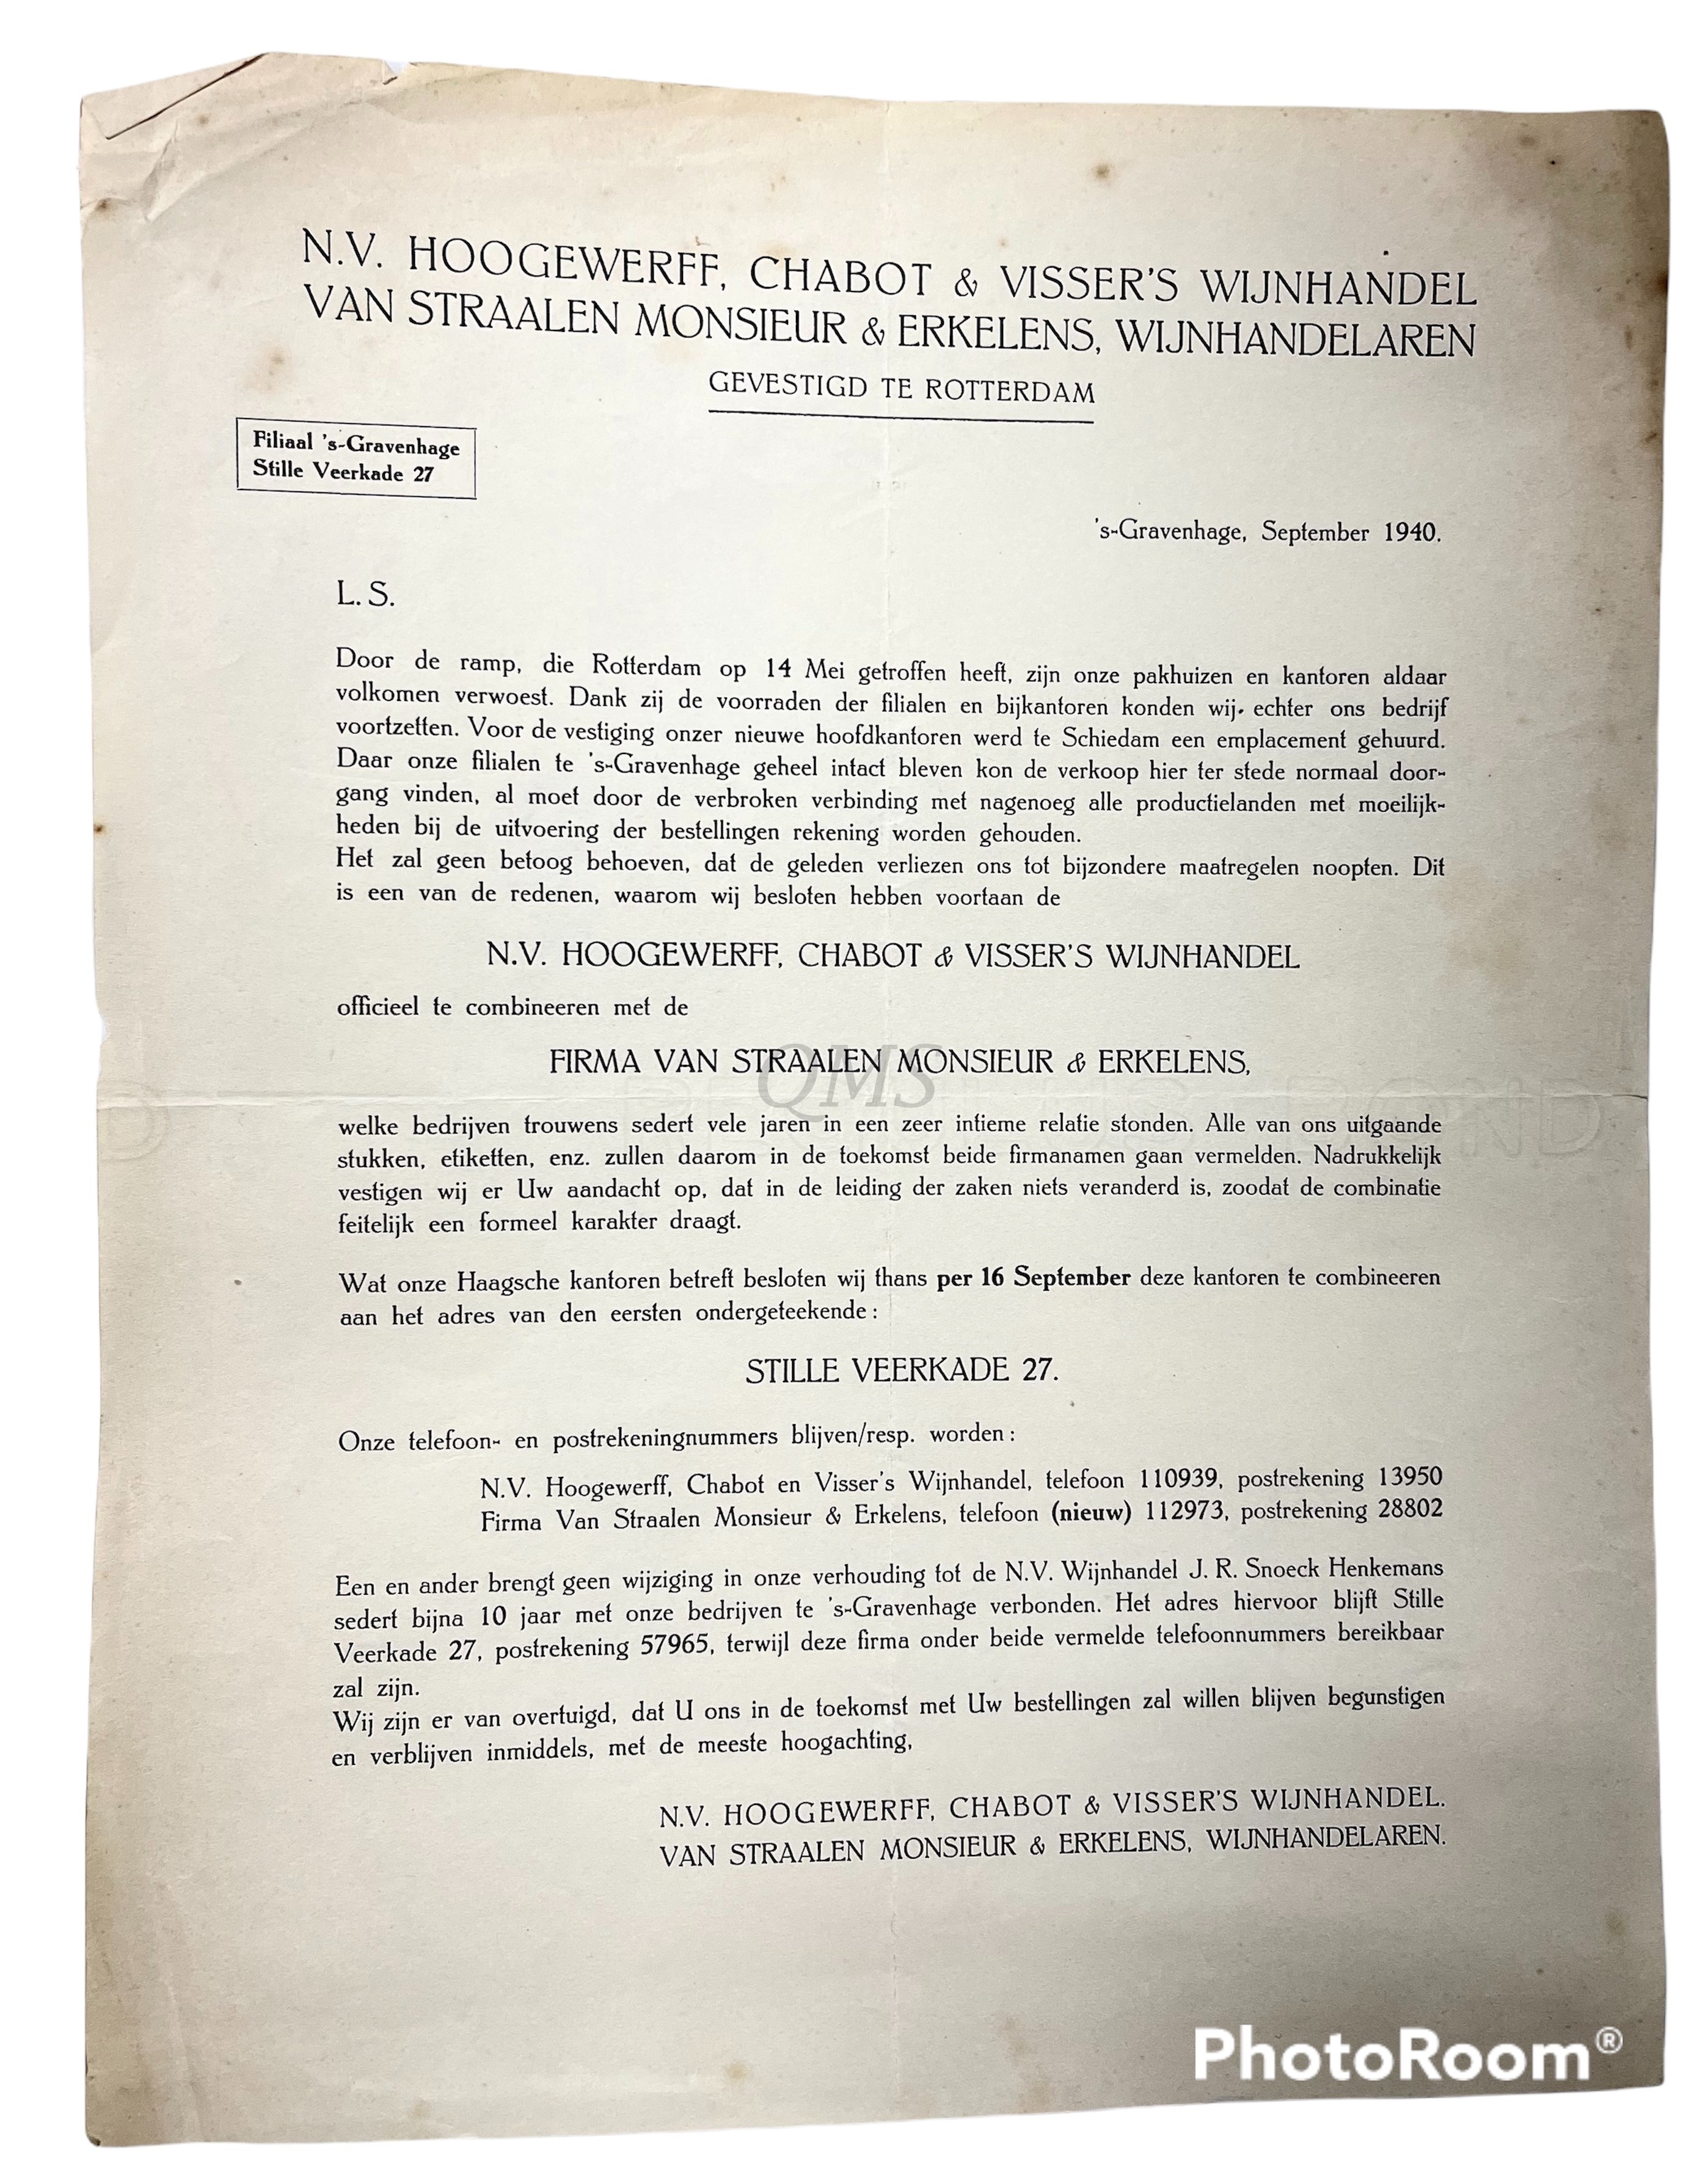 N.V. HOOGEWERFF, CHABOT & VISSER'S WIJNHANDEL
VAN STRAALEN MONSIEUR & ERKELENS, WIJNHANDELAREN
GEVESTIGD TE ROTTERDAM
Filiaal 's-Gravenhage
Stille Veerkade 27
's-Gravenhage, September 1940.
L. S.
Door de ramp, die Rotterdam op 14 Mei getroffen heeft, zijn onze pakhuizen en kantoren aldaar
volkomen verwoest. Dank zij de voorraden der filialen en bijkantoren konden wij echter ons bedrijf
voortzetten. Voor de vestiging onzer nieuwe hoofdkantoren werd te Schiedam een emplacement gehuurd.
Daar onze filialen te 's-Gravenhage geheel intact bleven kon de verkoop hier ter stede normaal door-
gang vinden, al moet door de verbroken verbinding met nagenoeg alle productielanden met moeilijk-
heden bij de uitvoering der bestellingen rekening worden gehouden.
Het zal geen betoog behoeven, dat de geleden verliezen ons tot bijzondere maatregelen noopten. Dit
is een van de redenen, waarom wij besloten hebben voortaan de
N.V. HOOGEWERFF, CHABOT & VISSER'S WIJNHANDEL
officieel te combineeren met de
FIRMA VAN STRAALEN MONSIEUR & ERKELENS,
QMS
welke bedrijven trouwens sedert vele jaren in een zeer intieme relatie stonden. Alle van ons uitgaande
stukken, etiketten, enz. zullen daarom in de toekomst beide firmanamen gaan vermelden. Nadrukkelijk
vestigen wij er Uw aandacht op, dat in de leiding der zaken niets veranderd is, zoodat de combinatie
feitelijk een formeel karakter draagt.
Wat onze Haagsche kantoren betreft besloten wij thans per 16 September deze kantoren te combineeren
aan het adres van den eersten ondergeteekende :
STILLE VEERKADE 27.
Onze telefoon- en postrekeningnummers blijven/resp. worden :
N.V. Hoogewerff, Chabot en Visser's Wijnhandel, telefoon 110939, postrekening 13950
Firma Van Straalen Monsieur & Erkelens, telefoon (nieuw) 112973, postrekening 28802
Een en ander brengt geen wijziging in onze verhouding tot de N.V. Wijnhandel J. R. Snoeck Henkemans
sedert bijna 10 jaar met onze bedrijven te 's-Gravenhage verbonden. Het adres hiervoor blijft Stille
Veerkade 27, postrekening 57965, terwijl deze firma onder beide vermelde telefoonnummers bereikbaar
zal zijn.
Wij zijn er van overtuigd, dat U ons in de toekomst met Uw bestellingen zal willen blijven begunstigen
en verblijven inmiddels, met de meeste hoogachting,
N.V. HOOGEWERFF, CHABOT & VISSER'S WIJNHANDEL.
VAN STRAALEN MONSIEUR & ERKELENS, WIJNHANDELAREN.
PhotoRoom®